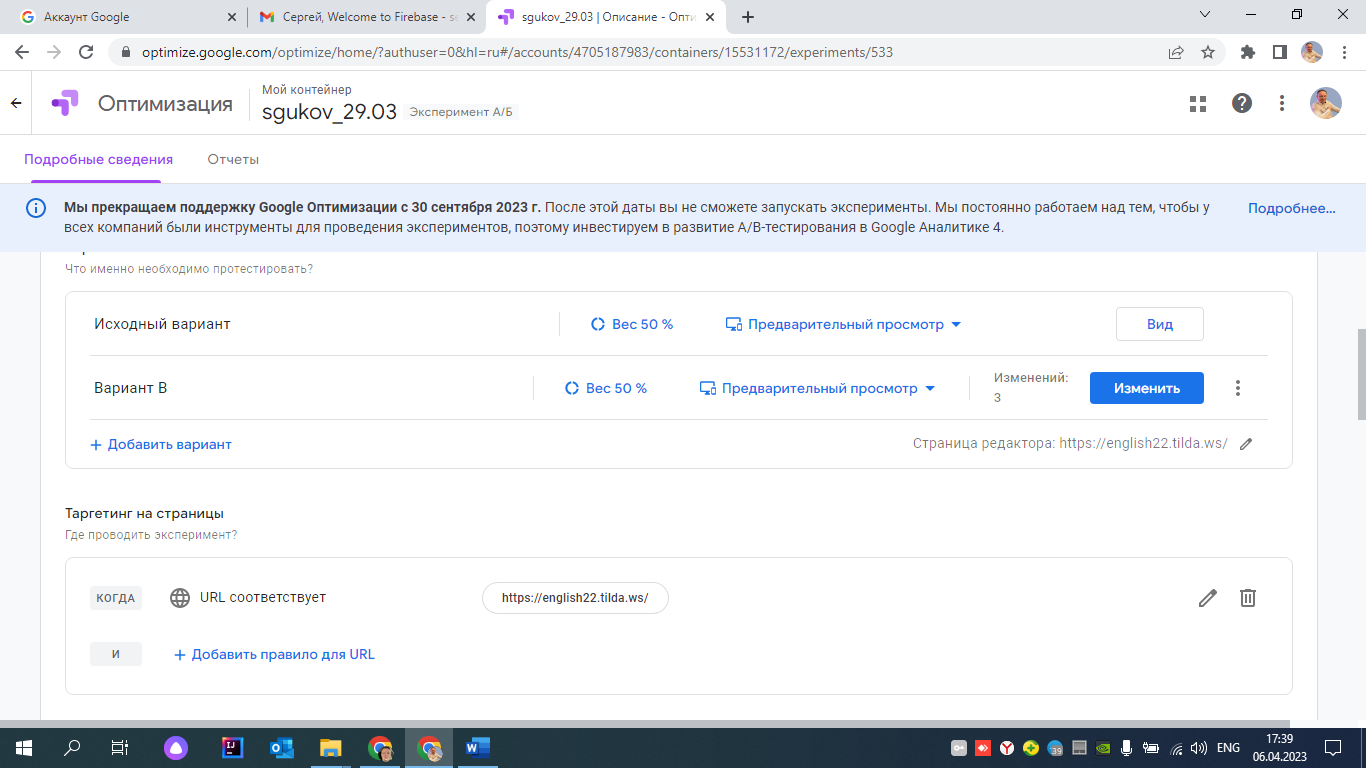 Аккаунт Google
Сергей, Welcome to Firebase - se
sgukov_29.03 | Описание - Опти
optimize.google.com/optimize/home/?authuser=0&hl=ru#/accounts/4705187983/containers/15531172/experiments/533
Оптимизация
Мой контейнер
sgukov_29.03 Эксперимент А/Б
Подробные сведения Отчеты
Мы прекращаем поддержку Google Оптимизации с 30 сентября 2023 г. После этой даты вы не сможете запускать эксперименты. Мы постоянно работаем над тем, чтобы у
всех компаний были инструменты для проведения экспериментов, поэтому инвестируем в развитие A/B-тестирования в Google Аналитике 4.
Подробнее...
Что именно необходимо протестировать?
Исходный вариант Вес 50 % Предварительный просмотр Вид
Вариант B Вес 50 % Предварительный просмотр Изменений: 3 Изменить
+ Добавить вариант Страница редактора: https://english22.tilda.ws/
Таргетинг на страницы
Где проводить эксперимент?
КОГДА URL соответствует https://english22.tilda.ws/
И + Добавить правило для URL
39 ENG 17:39
06.04.2023